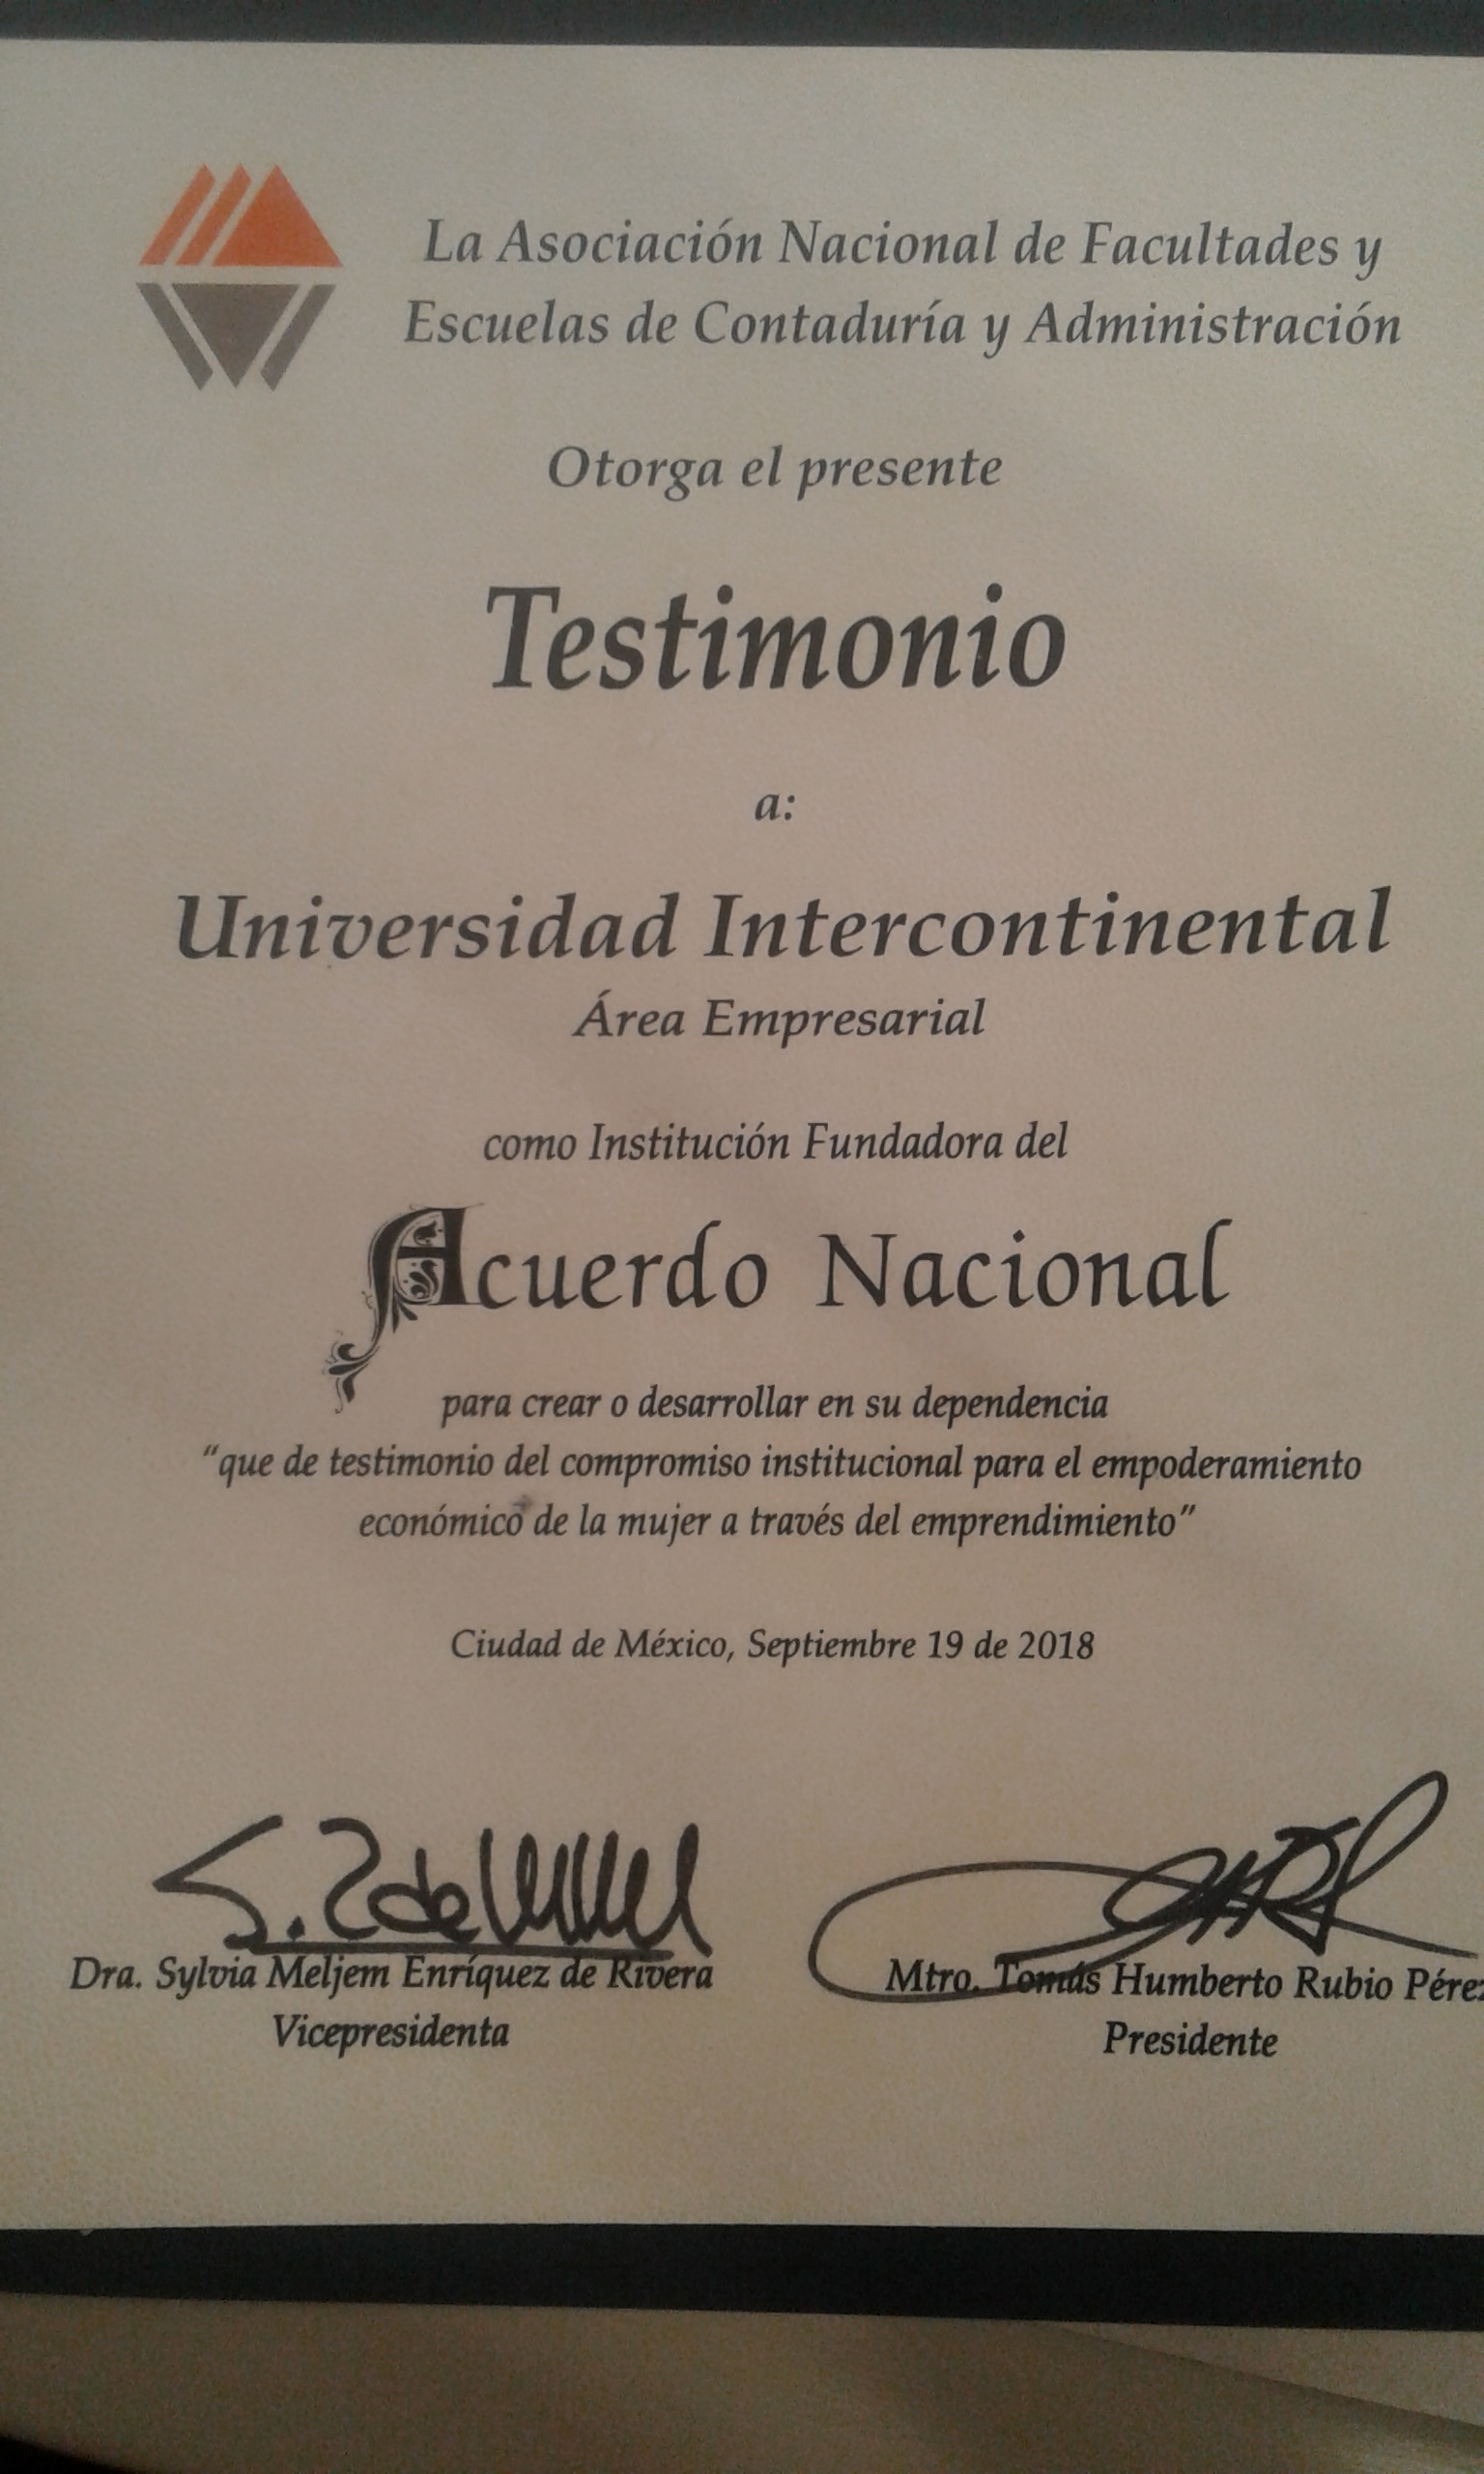 La Asociación Nacional de Facultades y
Escuelas de Contaduría y Administración
Otorga el presente
Testimonio
a:
Universidad Intercontinental
Área Empresarial
como Institución Fundadora del
Acuerdo Nacional
para crear o desarrollar en su dependencia
"que de testimonio del compromiso institucional para el empoderamiento
económico de la mujer a través del emprendimiento"
Ciudad de México, Septiembre 19 de 2018
Dra. Sylvia Meljem Enríquez de Rivera
Vicepresidenta
Mtro. Tomás Humberto Rubio Pérez
Presidente